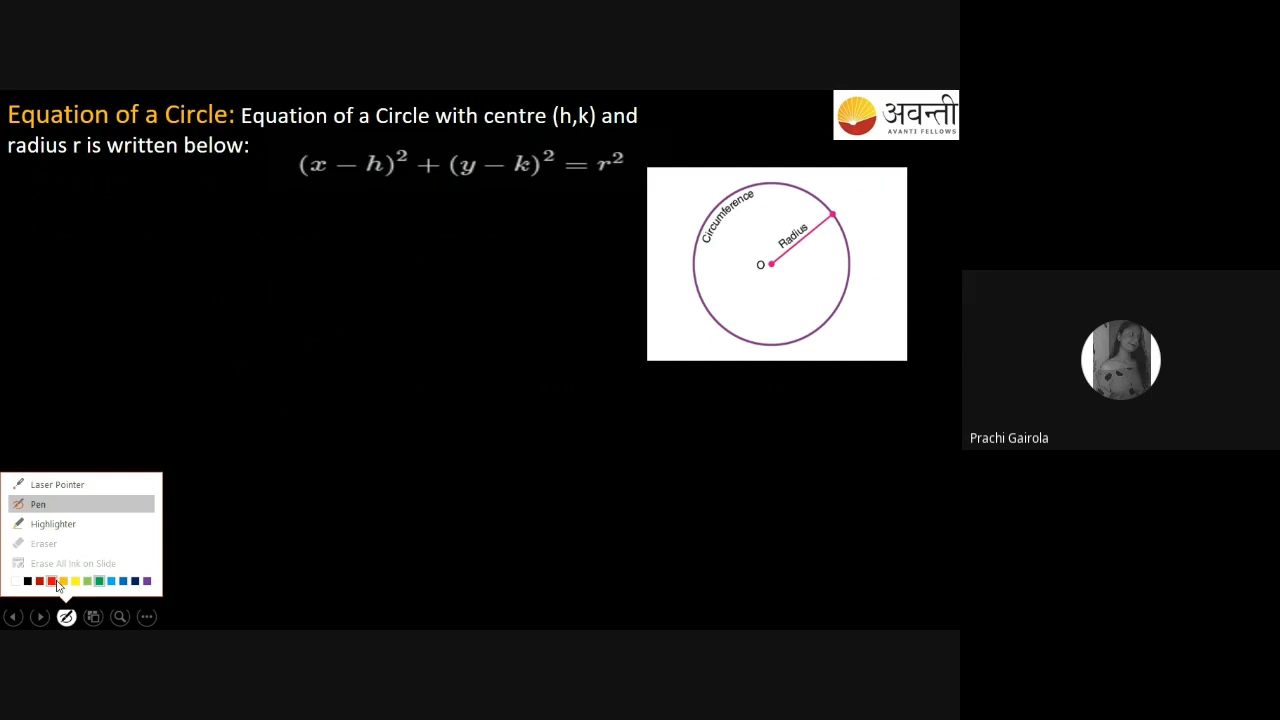 Equation of a Circle: Equation of a Circle with centre (h,k) and
radius r is written below:
(x − h)² + (y − k)² = r²
अवन्ती
AVANTI FELLOWS
Circumference
Radius
O
Prachi Gairola
Laser Pointer
Pen
Highlighter
Eraser
Erase All Ink on Slide